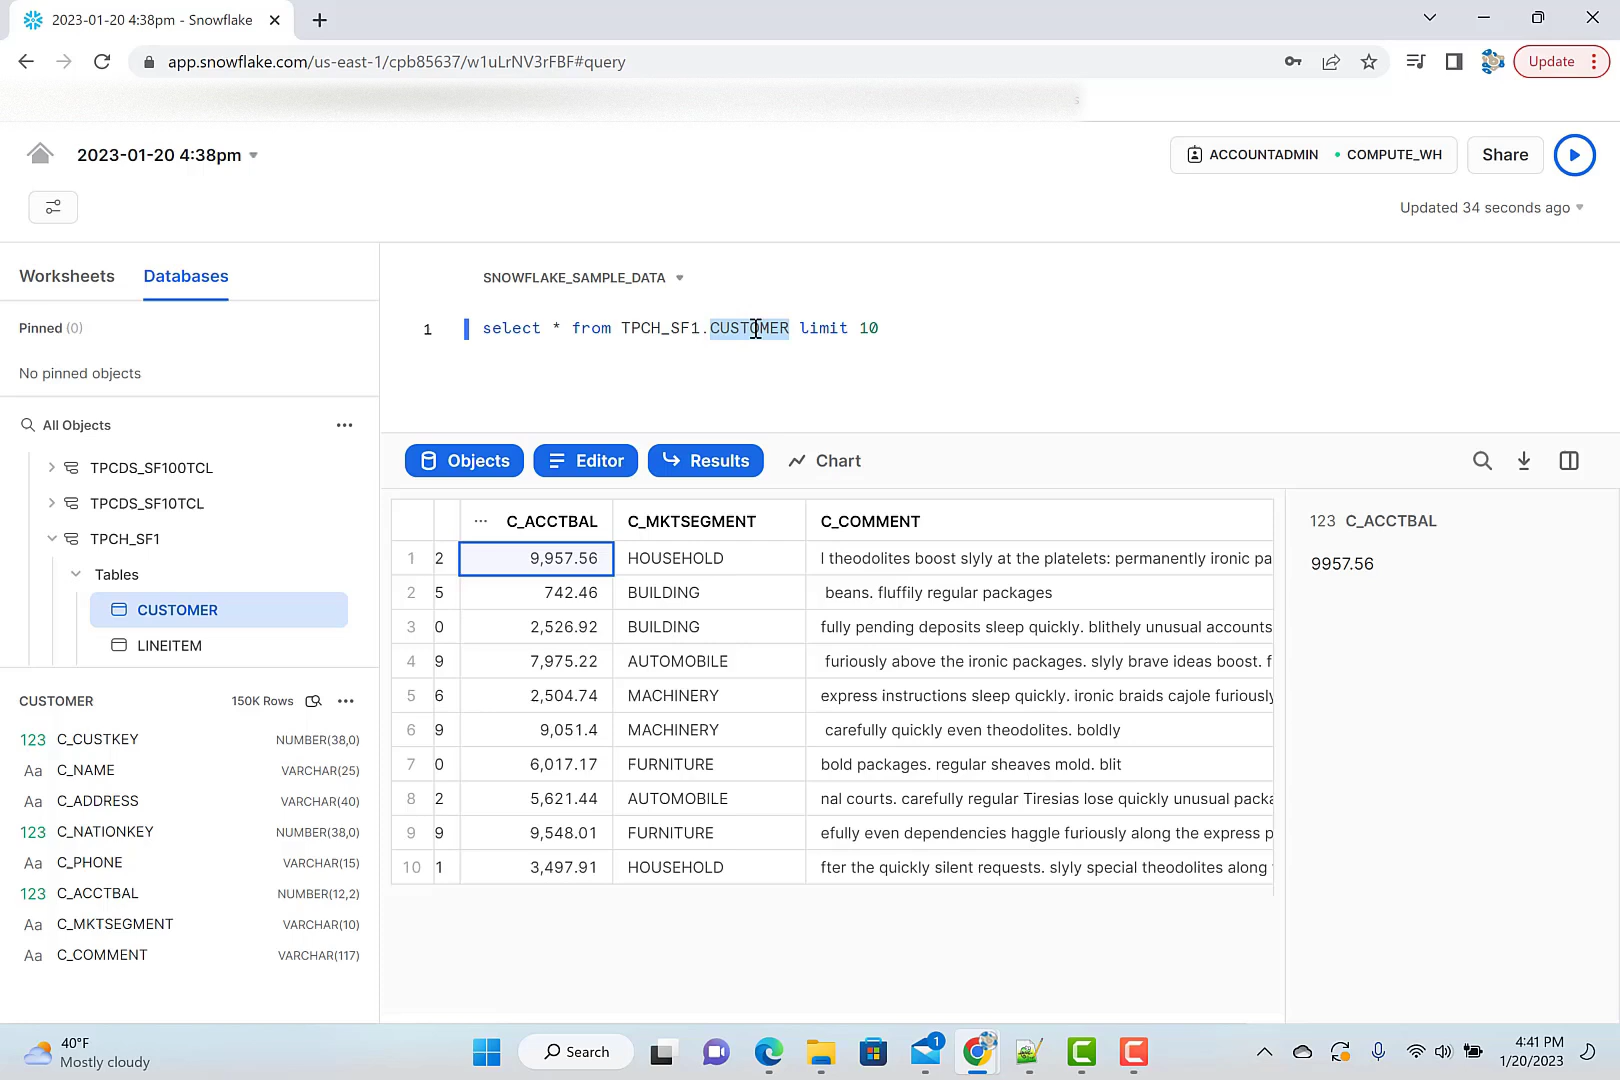 2023-01-20 4:38pm - Snowflake
app.snowflake.com/us-east-1/cpb85637/w1uLrNV3rFBF#query
Update
2023-01-20 4:38pm
ACCOUNTADMIN COMPUTE_WH
Share
Updated 34 seconds ago
Worksheets Databases
Pinned (0)
No pinned objects
All Objects
TPCDS_SF100TCL
TPCDS_SF10TCL
TPCH_SF1
Tables
CUSTOMER
LINEITEM
CUSTOMER 150K Rows
123 C_CUSTKEY NUMBER(38,0)
Aa C_NAME VARCHAR(25)
Aa C_ADDRESS VARCHAR(40)
123 C_NATIONKEY NUMBER(38,0)
Aa C_PHONE VARCHAR(15)
123 C_ACCTBAL NUMBER(12,2)
Aa C_MKTSEGMENT VARCHAR(10)
Aa C_COMMENT VARCHAR(117)
SNOWFLAKE_SAMPLE_DATA
1 select * from TPCH_SF1.CUSTOMER limit 10
Objects Editor Results Chart
... C_ACCTBAL C_MKTSEGMENT C_COMMENT
1 2 9,957.56 HOUSEHOLD l theodolites boost slyly at the platelets: permanently ironic pa
2 5 742.46 BUILDING beans. fluffily regular packages
3 0 2,526.92 BUILDING fully pending deposits sleep quickly. blithely unusual accounts
4 9 7,975.22 AUTOMOBILE furiously above the ironic packages. slyly brave ideas boost. f
5 6 2,504.74 MACHINERY express instructions sleep quickly. ironic braids cajole furiously
6 9 9,051.4 MACHINERY carefully quickly even theodolites. boldly
7 0 6,017.17 FURNITURE bold packages. regular sheaves mold. blit
8 2 5,621.44 AUTOMOBILE nal courts. carefully regular Tiresias lose quickly unusual packa
9 9 9,548.01 FURNITURE efully even dependencies haggle furiously along the express p
10 1 3,497.91 HOUSEHOLD fter the quickly silent requests. slyly special theodolites along
123 C_ACCTBAL
9957.56
40°F
Mostly cloudy
Search
1
4:41 PM
1/20/2023